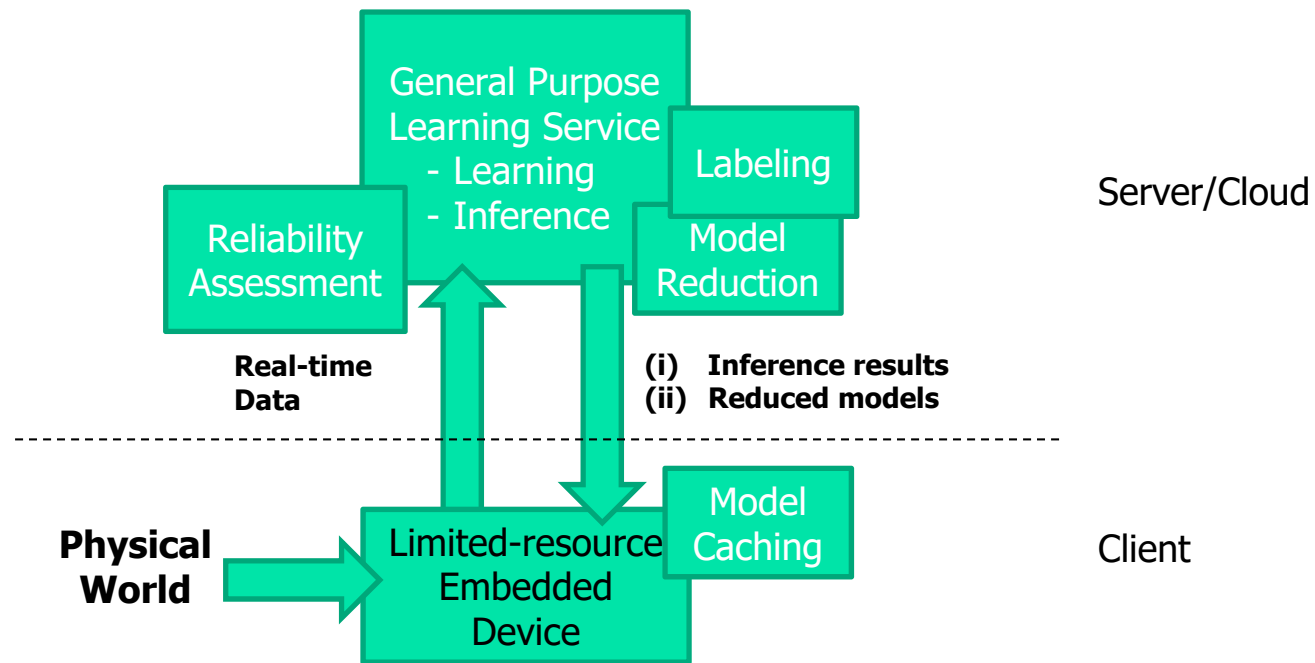 General Purpose
Learning Service
- Learning
- Inference
Labeling
Model
Reduction
Reliability
Assessment
Server/Cloud
Real-time
Data
(i) Inference results
(ii) Reduced models
Physical
World
Limited-resource
Embedded
Device
Model
Caching
Client